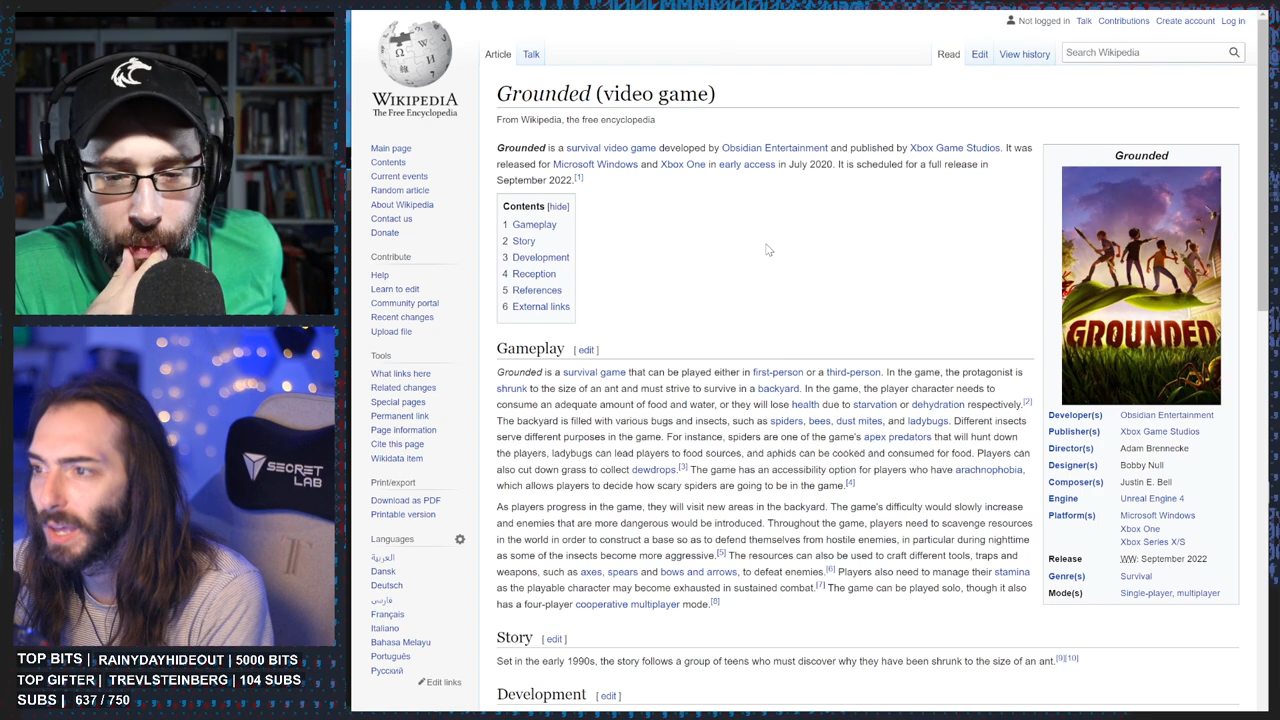 SECRET
LAB
TOP BITS | RAINYDAYHIDEOUT | 5000 BITS
TOP GIFTER | TREVLSTEINBERG | 104 SUBS
SUBS | 637 / 750
WIKIPEDIA
The Free Encyclopedia
Main page
Contents
Current events
Random article
About Wikipedia
Contact us
Donate
Contribute
Help
Learn to edit
Community portal
Recent changes
Upload file
Tools
What links here
Related changes
Special pages
Permanent link
Page information
Cite this page
Wikidata item
Print/export
Download as PDF
Printable version
Languages
العربية
Dansk
Deutsch
فارسی
Français
Italiano
Bahasa Melayu
Português
Русский
Edit links
Not logged in Talk Contributions Create account Log in
Article Talk Read Edit View history Search Wikipedia
Grounded (video game)
From Wikipedia, the free encyclopedia
Grounded is a survival video game developed by Obsidian Entertainment and published by Xbox Game Studios. It was
released for Microsoft Windows and Xbox One in early access in July 2020. It is scheduled for a full release in
September 2022.[1]
Contents [hide]
1 Gameplay
2 Story
3 Development
4 Reception
5 References
6 External links
Gameplay [ edit ]
Grounded is a survival game that can be played either in first-person or a third-person. In the game, the protagonist is
shrunk to the size of an ant and must strive to survive in a backyard. In the game, the player character needs to
consume an adequate amount of food and water, or they will lose health due to starvation or dehydration respectively.[2]
The backyard is filled with various bugs and insects, such as spiders, bees, dust mites, and ladybugs. Different insects
serve different purposes in the game. For instance, spiders are one of the game's apex predators that will hunt down
the players, ladybugs can lead players to food sources, and aphids can be cooked and consumed for food. Players can
also cut down grass to collect dewdrops.[3] The game has an accessibility option for players who have arachnophobia,
which allows players to decide how scary spiders are going to be in the game.[4]
As players progress in the game, they will visit new areas in the backyard. The game's difficulty would slowly increase
and enemies that are more dangerous would be introduced. Throughout the game, players need to scavenge resources
in the world in order to construct a base so as to defend themselves from hostile enemies, in particular during nighttime
as some of the insects become more aggressive.[5] The resources can also be used to craft different tools, traps and
weapons, such as axes, spears and bows and arrows, to defeat enemies.[6] Players also need to manage their stamina
as the playable character may become exhausted in sustained combat.[7] The game can be played solo, though it also
has a four-player cooperative multiplayer mode.[8]
Story [ edit ]
Set in the early 1990s, the story follows a group of teens who must discover why they have been shrunk to the size of an ant.[9][10]
Development [ edit ]
Grounded
GROUNDED
Developer(s) Obsidian Entertainment
Publisher(s) Xbox Game Studios
Director(s) Adam Brennecke
Designer(s) Bobby Null
Composer(s) Justin E. Bell
Engine Unreal Engine 4
Platform(s) Microsoft Windows
Xbox One
Xbox Series X/S
Release WW: September 2022
Genre(s) Survival
Mode(s) Single-player, multiplayer